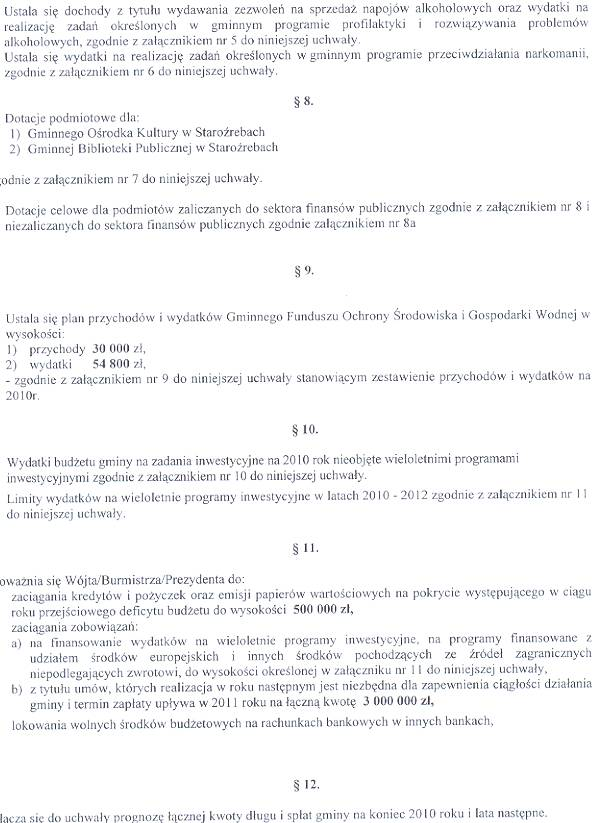 Ustala się dochody z tytułu wydawania zezwoleń na sprzedaż napojów alkoholowych oraz wydatki na
realizację zadań określonych w gminnym programie profilaktyki i rozwiązywania problemów
alkoholowych, zgodnie z załącznikiem nr 5 do niniejszej uchwały.
Ustala się wydatki na realizację zadań określonych w gminnym programie przeciwdziałania narkomanii,
zgodnie z załącznikiem nr 6 do niniejszej uchwały.
§ 8.
Dotacje podmiotowe dla:
1) Gminnego Ośrodka Kultury w Staroźrebach
2) Gminnej Biblioteki Publicznej w Staroźrebach
odnie z załącznikiem nr 7 do niniejszej uchwały.
Dotacje celowe dla podmiotów zaliczanych do sektora finansów publicznych zgodnie z załącznikiem nr 8 i
niezaliczanych do sektora finansów publicznych zgodnie załącznikiem nr 8a
§ 9.
Ustala się plan przychodów i wydatków Gminnego Funduszu Ochrony Środowiska i Gospodarki Wodnej w
wysokości:
1) przychody 30 000 zł,
2) wydatki 54 800 zł,
- zgodnie z załącznikiem nr 9 do niniejszej uchwały stanowiącym zestawienie przychodów i wydatków na
2010r.
§ 10.
Wydatki budżetu gminy na zadania inwestycyjne na 2010 rok nieobjęte wieloletnimi programami
inwestycyjnymi zgodnie z załącznikiem nr 10 do niniejszej uchwały.
Limity wydatków na wieloletnie programy inwestycyjne w latach 2010 - 2012 zgodnie z załącznikiem nr 11
do niniejszej uchwały.
§ 11.
oważnia się Wójta/Burmistrza/Prezydenta do:
zaciągania kredytów i pożyczek oraz emisji papierów wartościowych na pokrycie występującego w ciągu
roku przejściowego deficytu budżetu do wysokości 500 000 zł,
zaciągania zobowiązań:
a) na finansowanie wydatków na wieloletnie programy inwestycyjne, na programy finansowane z
udziałem środków europejskich i innych środków pochodzących ze źródeł zagranicznych
niepodlegających zwrotowi, do wysokości określonej w załączniku nr 11 do niniejszej uchwały,
b) z tytułu umów, których realizacja w roku następnym jest niezbędna dla zapewnienia ciągłości działania
gminy i termin zapłaty upływa w 2011 roku na łączną kwotę 3 000 000 zł,
lokowania wolnych środków budżetowych na rachunkach bankowych w innych bankach,
§ 12.
łącza się do uchwały prognozę łącznej kwoty długu i spłat gminy na koniec 2010 roku i lata następne.